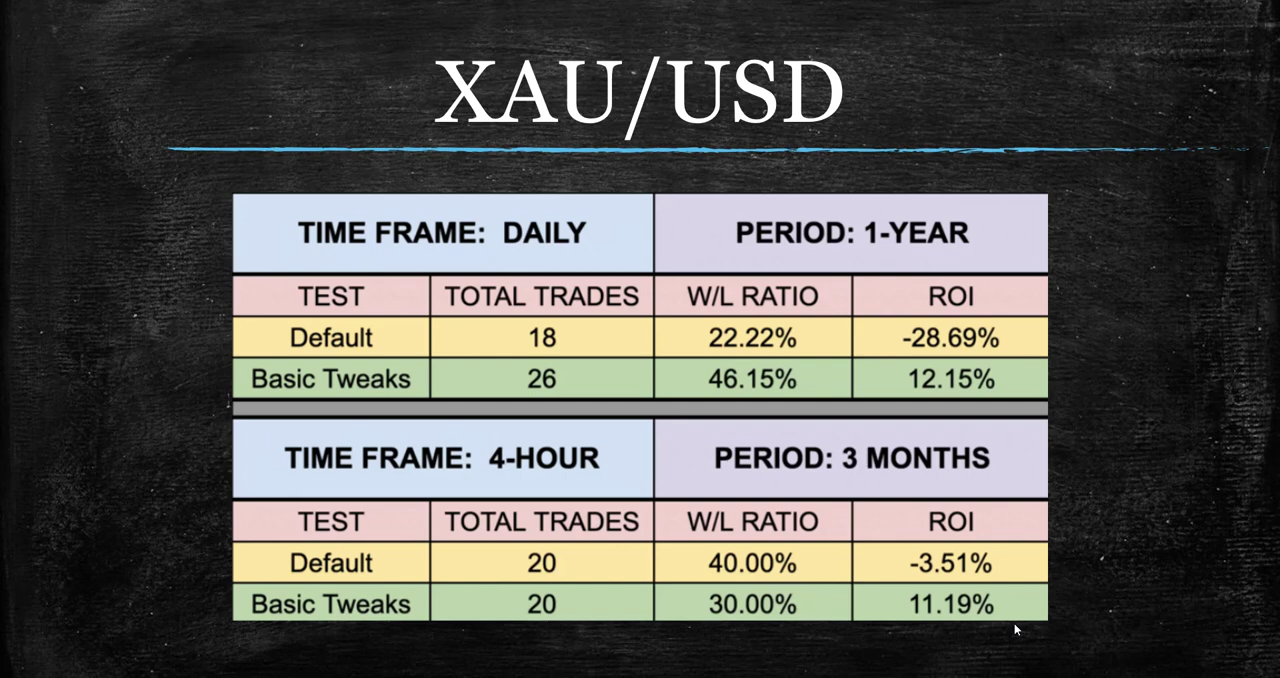 XAU/USD
TIME FRAME: DAILY PERIOD: 1-YEAR
TEST TOTAL TRADES W/L RATIO ROI
Default 18 22.22% -28.69%
Basic Tweaks 26 46.15% 12.15%
TIME FRAME: 4-HOUR PERIOD: 3 MONTHS
TEST TOTAL TRADES W/L RATIO ROI
Default 20 40.00% -3.51%
Basic Tweaks 20 30.00% 11.19%